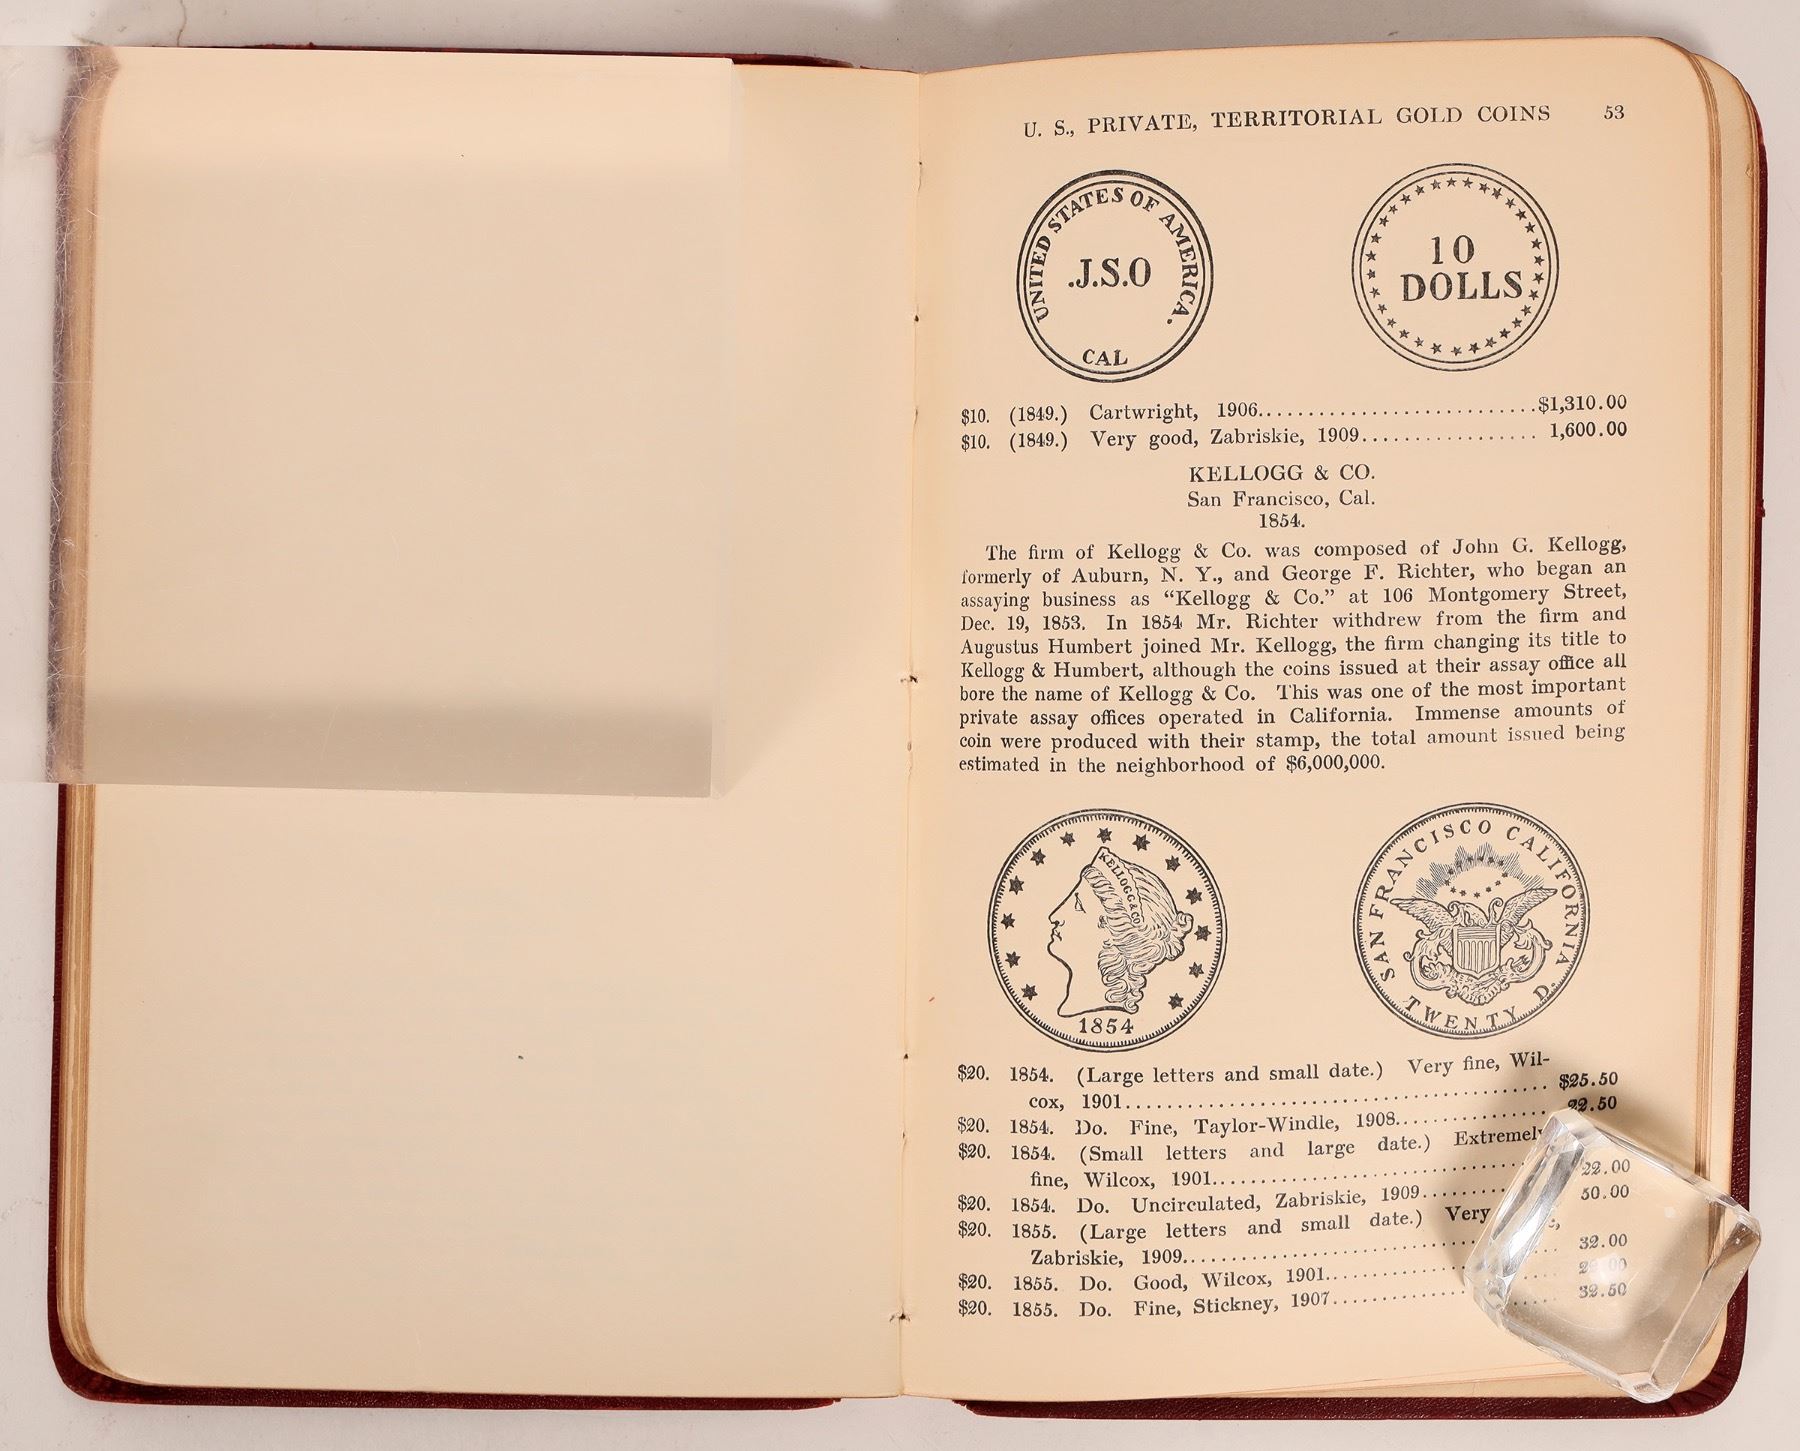 U. S., PRIVATE, TERRITORIAL GOLD COINS 53
UNITED STATES OF AMERICA.
.J.S.O
CAL
10
DOLLS
$10. (1849.) Cartwright, 1906...........................$1,310.00
$10. (1849.) Very good, Zabriskie, 1909................. 1,600.00
KELLOGG & CO.
San Francisco, Cal.
1854.
The firm of Kellogg & Co. was composed of John G. Kellogg,
formerly of Auburn, N. Y., and George F. Richter, who began an
assaying business as “Kellogg & Co.” at 106 Montgomery Street,
Dec. 19, 1853. In 1854 Mr. Richter withdrew from the firm and
Augustus Humbert joined Mr. Kellogg, the firm changing its title to
Kellogg & Humbert, although the coins issued at their assay office all
bore the name of Kellogg & Co. This was one of the most important
private assay offices operated in California. Immense amounts of
coin were produced with their stamp, the total amount issued being
estimated in the neighborhood of $6,000,000.
KELLOGG & CO
1854
SAN FRANCISCO CALIFORNIA
TWENTY D.
$20. 1854. (Large letters and small date.) Very fine, Wil-
cox, 1901........................................ $25.50
$20. 1854. Do. Fine, Taylor-Windle, 1908.............. 22.50
$20. 1854. (Small letters and large date.) Extremely
fine, Wilcox, 1901.............................. 22.00
$20. 1854. Do. Uncirculated, Zabriskie, 1909......... 50.00
$20. 1855. (Large letters and small date.) Very
Zabriskie, 1909................................. 32.00
$20. 1855. Do. Good, Wilcox, 1901..............
$20. 1855. Do. Fine, Stickney, 1907.............. 32.50